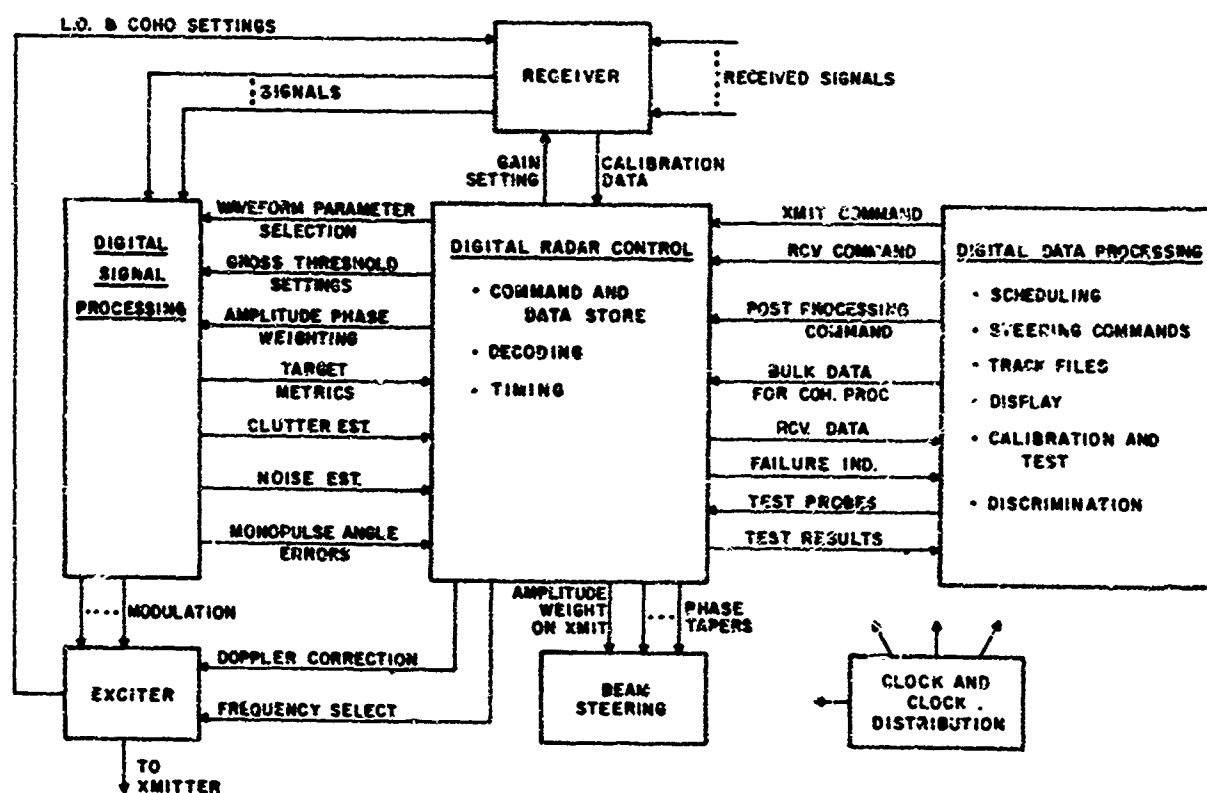 L.O. & COHO SETTINGS
RECEIVER
RECEIVED SIGNALS
SIGNALS
GAIN
SETTING
CALIBRATION
DATA
WAVEFORM PARAMETER
SELECTION
GROSS THRESHOLD
SETTINGS
AMPLITUDE PHASE
WEIGHTING
TARGET
METRICS
CLUTTER EST.
NOISE EST.
MONOPULSE ANGLE
ERRORS
DIGITAL
SIGNAL
PROCESSING
DIGITAL RADAR CONTROL
• COMMAND AND
DATA STORE
• DECODING
• TIMING
XMIT COMMAND
RCV COMMAND
POST PROCESSING
COMMAND
BULK DATA
FOR COH. PROC
RCV. DATA
FAILURE IND.
TEST PROBES
TEST RESULTS
DIGITAL DATA PROCESSING
• SCHEDULING
• STEERING COMMANDS
• TRACK FILES
• DISPLAY
• CALIBRATION AND
TEST
• DISCRIMINATION
MODULATION
DOPPLER CORRECTION
FREQUENCY SELECT
EXCITER
TO
XMITTER
AMPLITUDE
WEIGHT
ON XMIT
PHASE
TAPERS
BEAM
STEERING
CLOCK AND
CLOCK
DISTRIBUTION